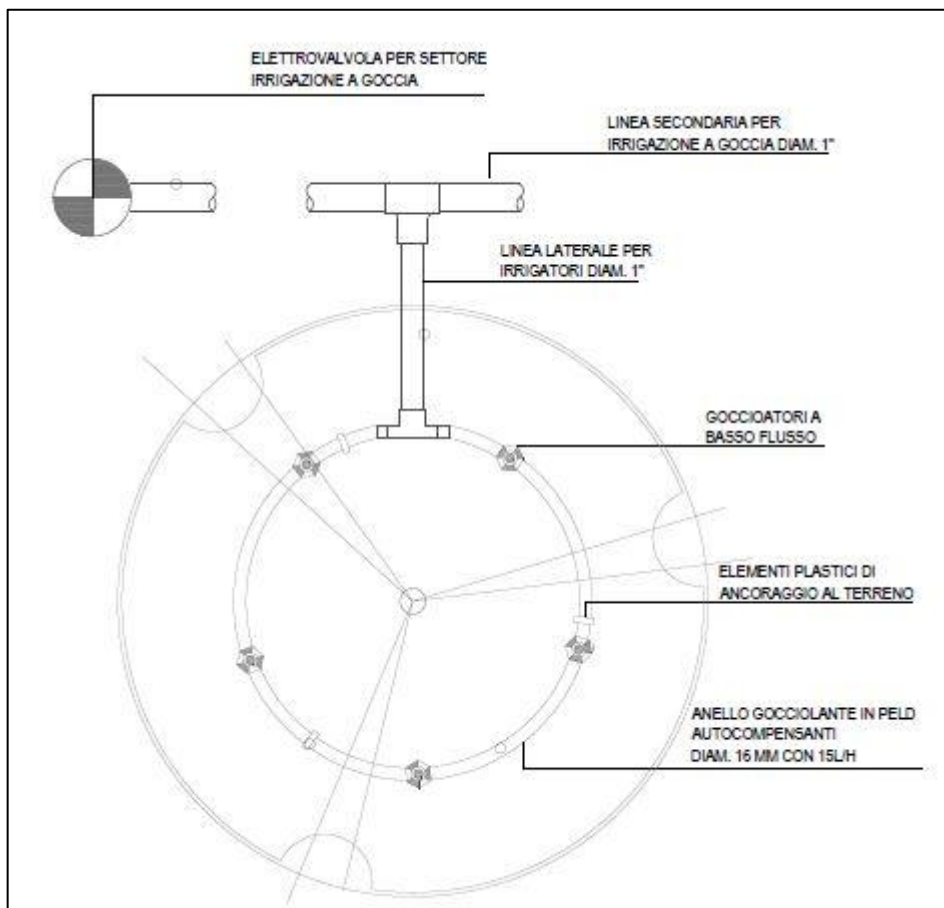 ELETTROVALVOLA PER SETTORE
IRRIGAZIONE A GOCCIA
LINEA SECONDARIA PER
IRRIGAZIONE A GOCCIA DIAM. 1"
LINEA LATERALE PER
IRRIGATORI DIAM. 1"
GOCCIOATORI A
BASSO FLUSSO
ELEMENTI PLASTICI DI
ANCORAGGIO AL TERRENO
ANELLO GOCCIOLANTE IN PELD
AUTOCOMPENSANTI
DIAM. 16 MM CON 15L/H